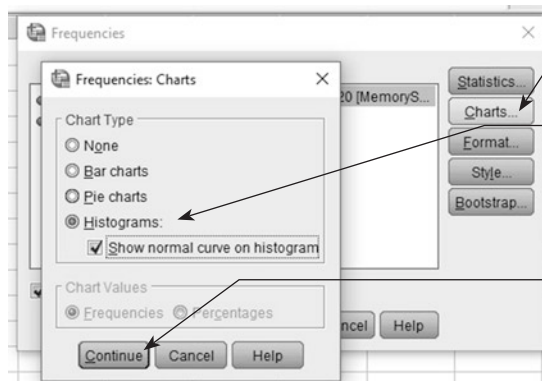 Frequencies
Frequencies: Charts
Chart Type
None
Bar charts
Pie charts
Histograms:
Show normal curve on histogram
Chart Values
Frequencies Percentages
Continue Cancel Help
20 [MemoryS...
Statistics...
Charts...
Format...
Style...
Bootstrap...
ncel Help